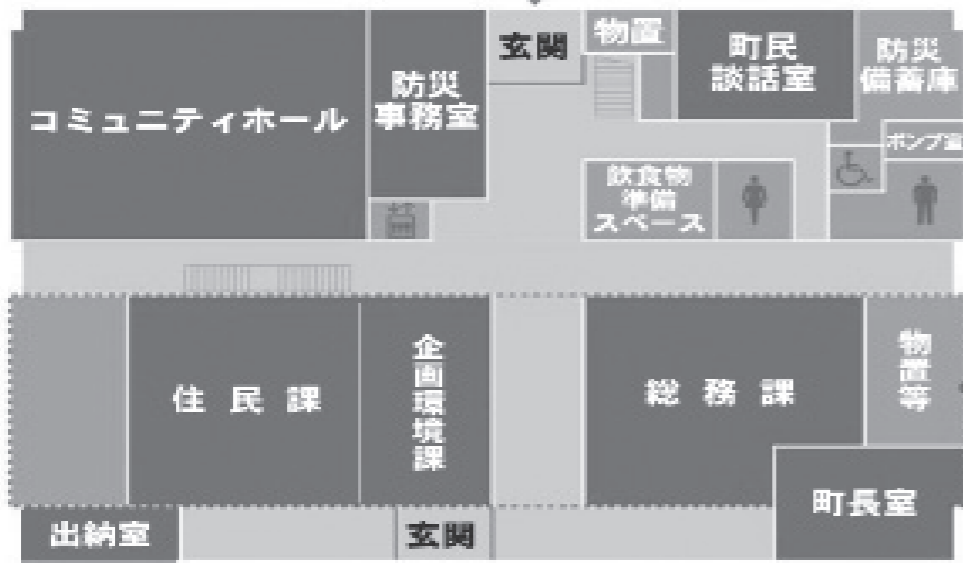 玄関
物置
町民
談話室
防災
備蓄庫
防災
事務室
コミュニティホール
ポンプ室
飲食物
準備
スペース
住民課
企画環境課
総務課
物置等
町長室
出納室
玄関